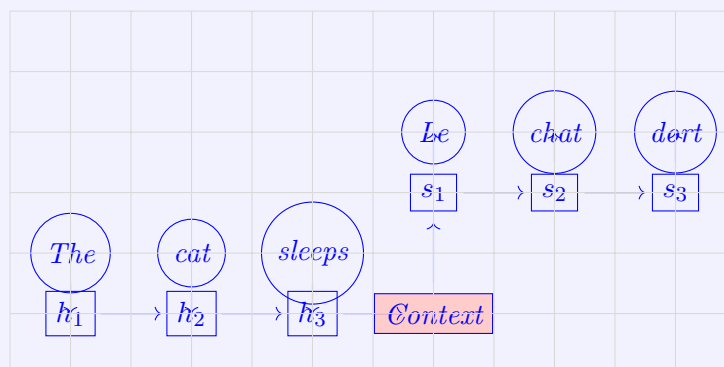 Le chat dort
s₁ s₂ s₃
The cat sleeps
h₁ h₂ h₃ Context